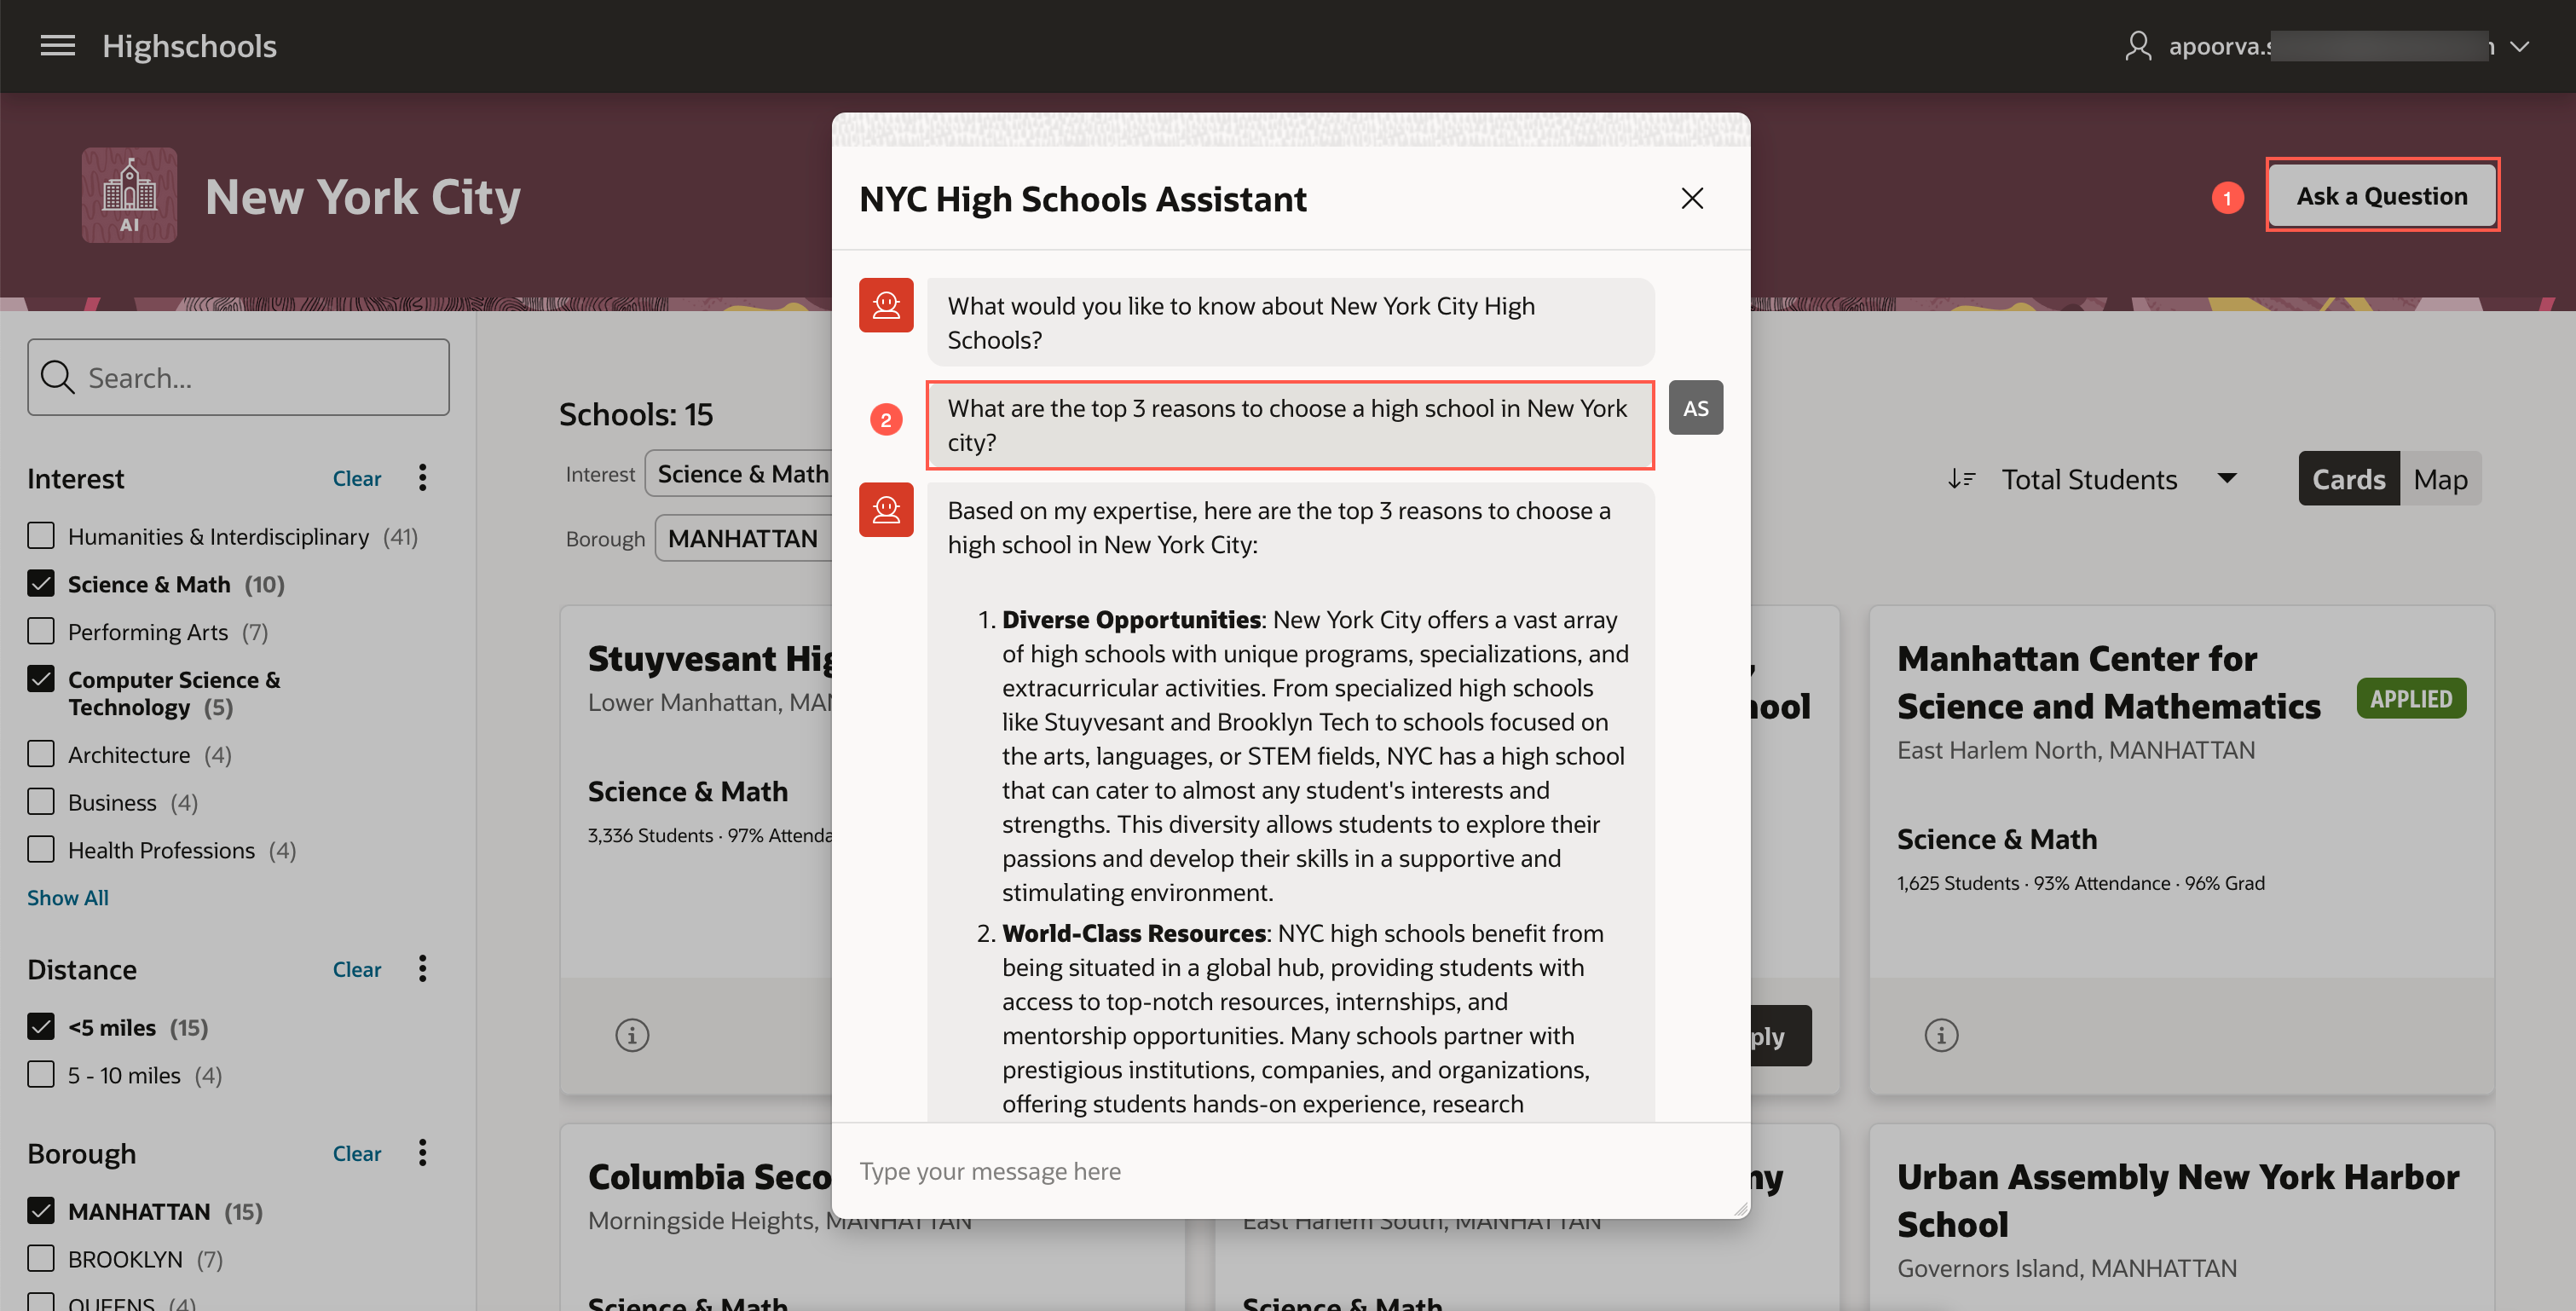 Highschools
apoorva.s
AI
New York City
1
Ask a Question
Search...
Interest
Clear
Humanities & Interdisciplinary (41)
Science & Math (10)
Performing Arts (7)
Computer Science &
Technology (5)
Architecture (4)
Business (4)
Health Professions (4)
Show All
Distance
Clear
<5 miles (15)
5 - 10 miles (4)
Borough
Clear
MANHATTAN (15)
BROOKLYN (7)
QUEENS (4)
Schools: 15
Interest Science & Math
Borough MANHATTAN
Total Students
Cards Map
Stuyvesant
Lower Manhattan,
Science & Math
3,336 Students · 97%
Columbia
Morningside Heights, MANHATTAN
Science & Math
East Harlem South, MANHATTAN
Science & Math
Manhattan Center for
Science and Mathematics
APPLIED
East Harlem North, MANHATTAN
Science & Math
1,625 Students · 93% Attendance · 96% Grad
Urban Assembly New York Harbor
School
Governors Island, MANHATTAN
NYC High Schools Assistant
What would you like to know about New York City High
Schools?
2
What are the top 3 reasons to choose a high school in New York
city?
AS
Based on my expertise, here are the top 3 reasons to choose a
high school in New York City:
1. Diverse Opportunities: New York City offers a vast array
of high schools with unique programs, specializations, and
extracurricular activities. From specialized high schools
like Stuyvesant and Brooklyn Tech to schools focused on
the arts, languages, or STEM fields, NYC has a high school
that can cater to almost any student's interests and
strengths. This diversity allows students to explore their
passions and develop their skills in a supportive and
stimulating environment.
2. World-Class Resources: NYC high schools benefit from
being situated in a global hub, providing students with
access to top-notch resources, internships, and
mentorship opportunities. Many schools partner with
prestigious institutions, companies, and organizations,
offering students hands-on experience, research
Type your message here